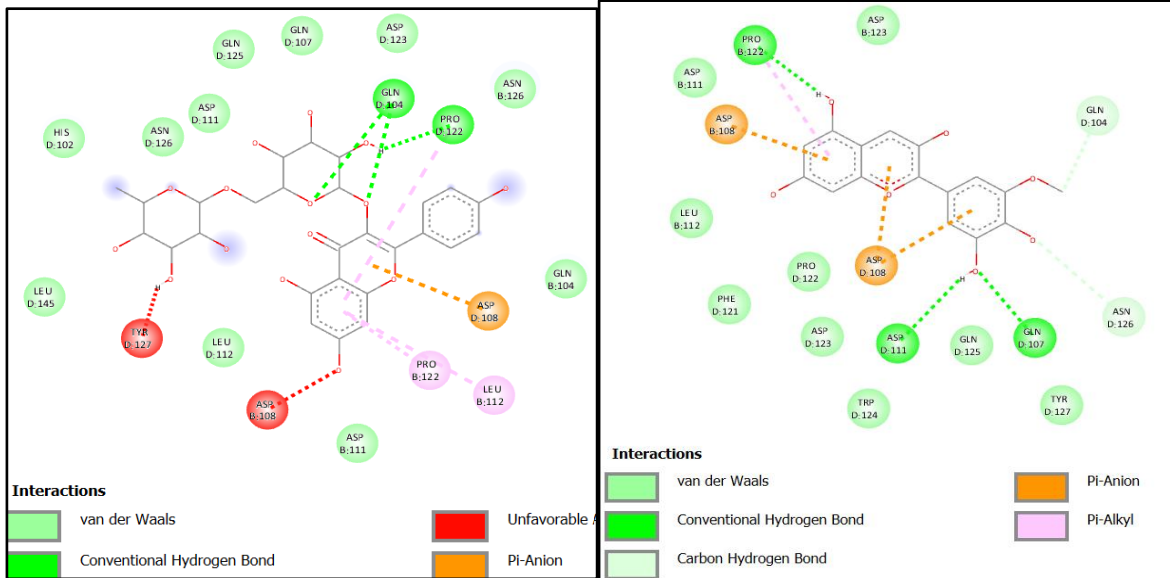 GLN
D:125
GLN
D:107
ASP
D:123
GLN
D:104
ASN
B:126
PRO
D:122
HIS
D:102
ASN
D:126
ASP
D:111
H
LEU
D:145
H
TYR
D:127
LEU
D:112
GLN
B:104
ASP
D:108
PRO
B:122
LEU
B:112
ASP
B:108
ASP
B:111
Interactions
van der Waals
Conventional Hydrogen Bond
Unfavorable
Pi-Anion
PRO
B:122
ASP
B:123
ASP
B:111
ASP
B:108
H
GLN
D:104
LEU
B:112
PRO
D:122
ASP
D:108
H
PHE
D:121
ASP
D:123
ASP
D:111
GLN
D:125
GLN
D:107
ASN
D:126
TRP
D:124
TYR
D:127
Interactions
van der Waals
Conventional Hydrogen Bond
Carbon Hydrogen Bond
Pi-Anion
Pi-Alkyl